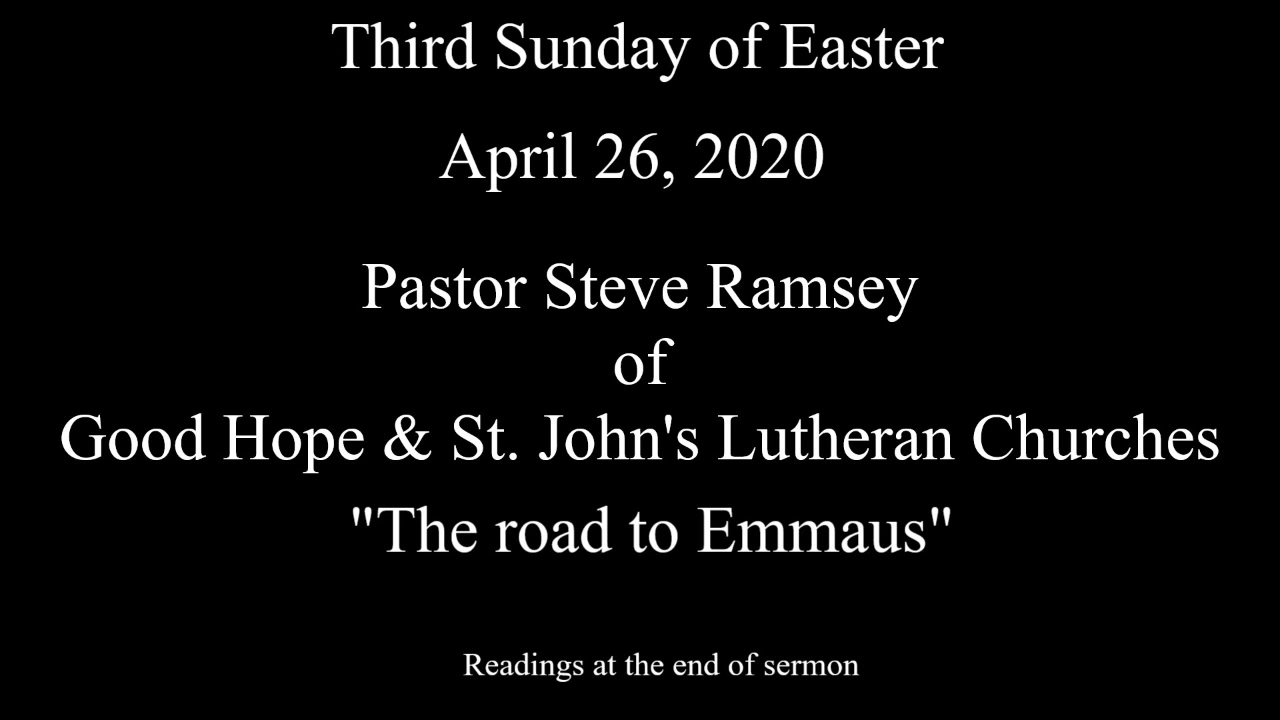 Third Sunday of Easter
April 26, 2020
Pastor Steve Ramsey
of
Good Hope & St. John's Lutheran Churches
"The road to Emmaus"
Readings at the end of sermon